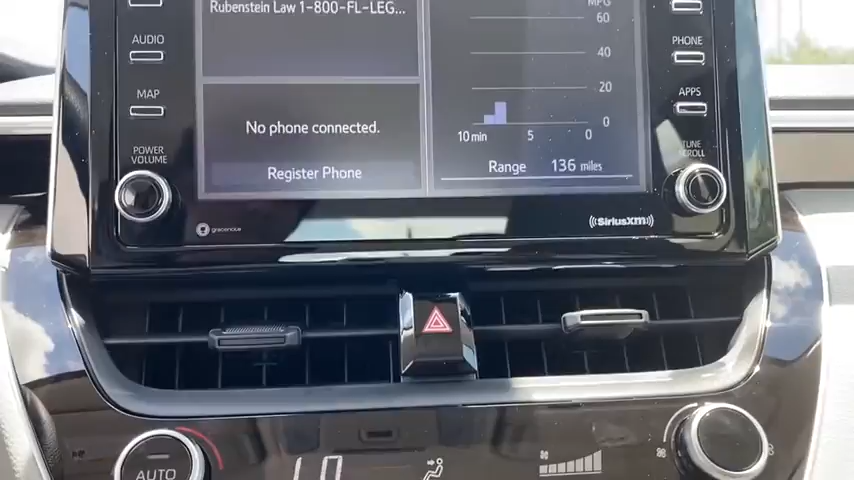 Rubenstein Law 1-800-FL-LEG...
MPG
60
AUDIO
PHONE
40
MAP
APPS
20
No phone connected.
0
10 min 5 0
POWER
VOLUME
TUNE
SCROLL
Register Phone
Range 136 miles
gracenote
SiriusXM
AUTO